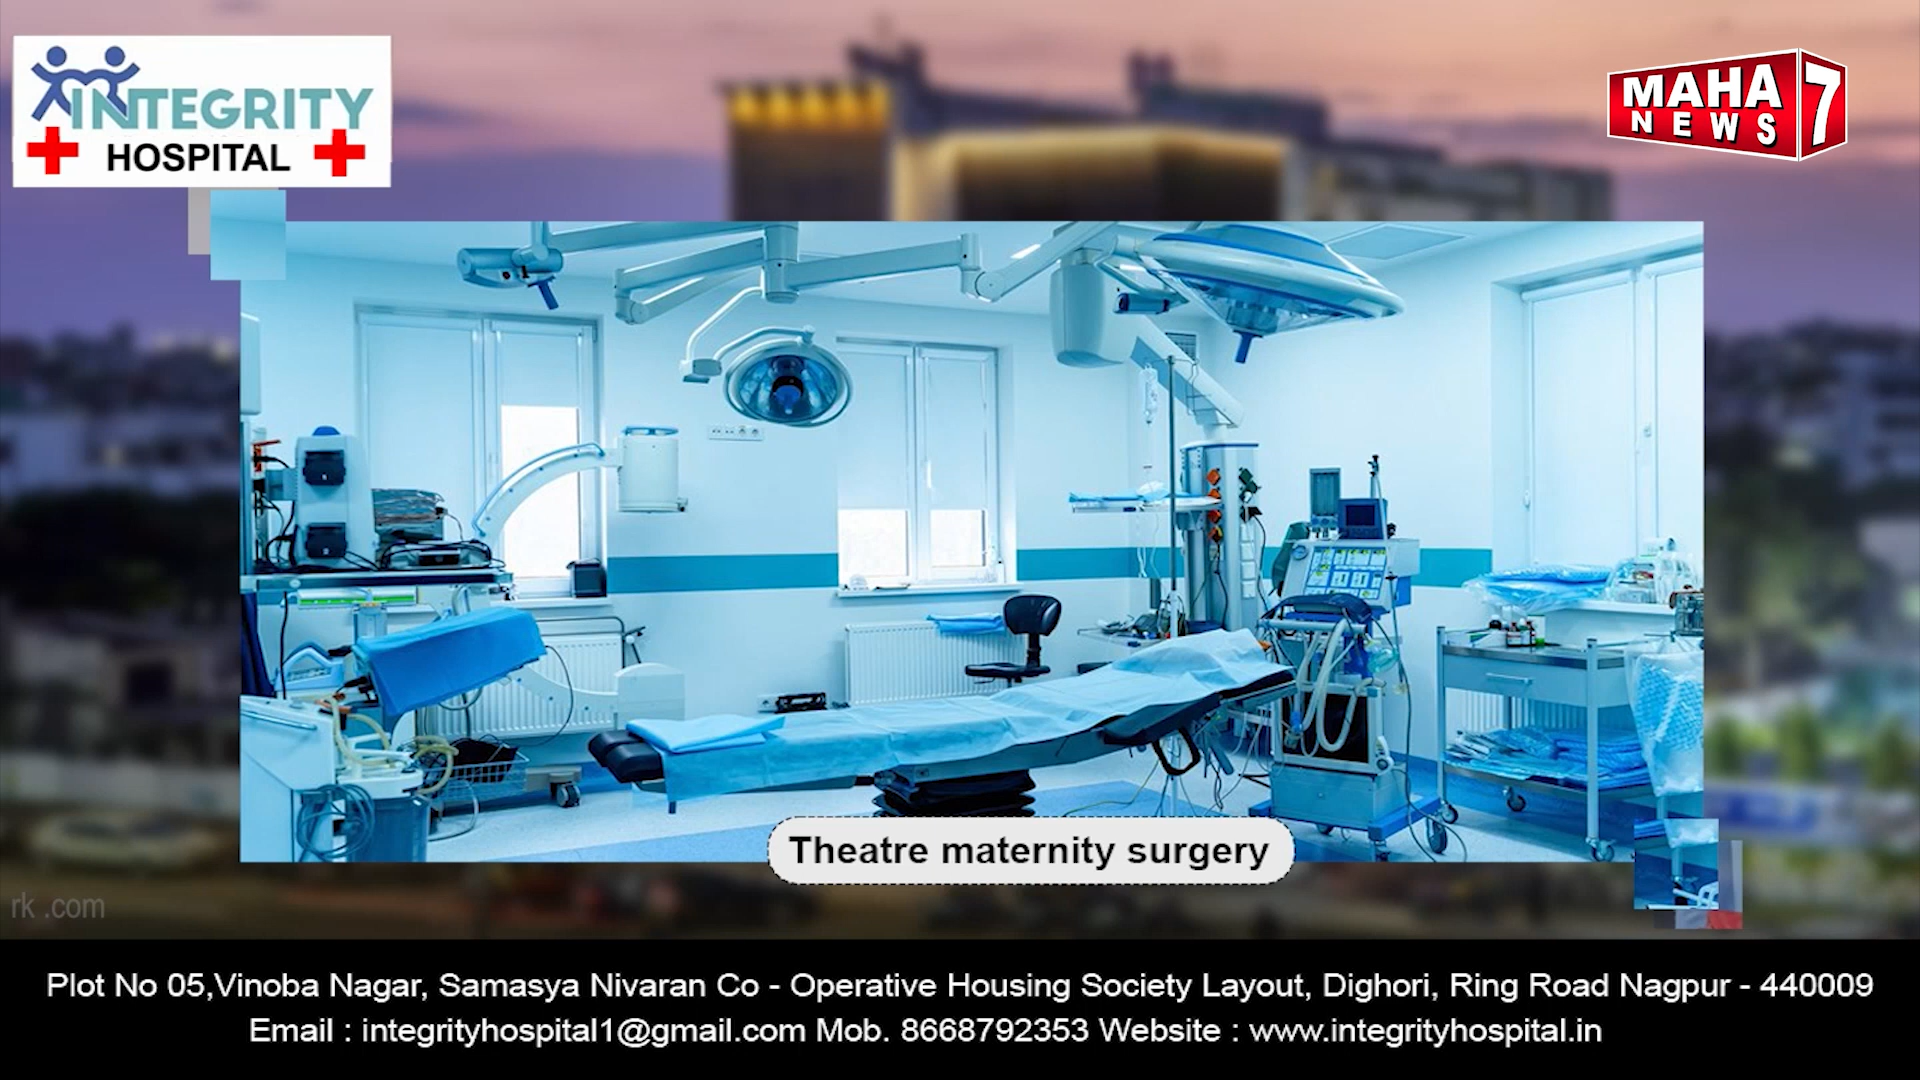 INTEGRITY
HOSPITAL
MAHA
NEWS
7
Theatre maternity surgery
rk .com
Plot No 05,Vinoba Nagar, Samasya Nivaran Co - Operative Housing Society Layout, Dighori, Ring Road Nagpur - 440009
Email : integrityhospital1@gmail.com Mob. 8668792353 Website : www.integrityhospital.in